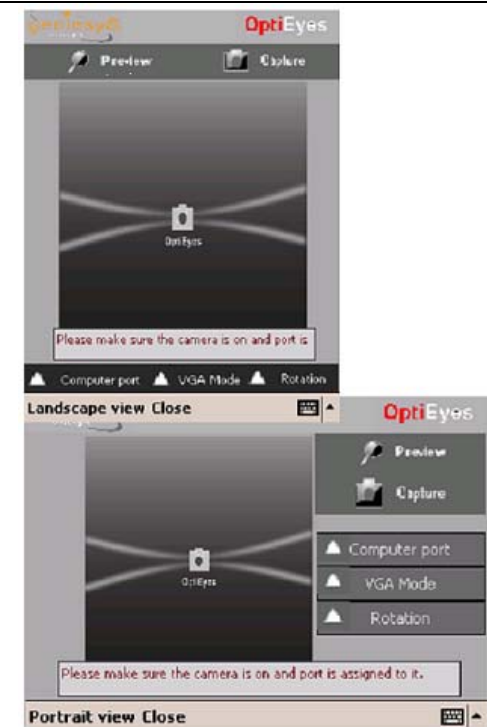 OptiEyes
Preview
Capture
OptiEyes
Please make sure the camera is on and port is
Computer port
VGA Mode
Rotation
Landscape view Close
OptiEyes
Preview
Capture
Computer port
VGA Mode
Rotation
OptiEyes
Please make sure the camera is on and port is assigned to it.
Portrait view Close